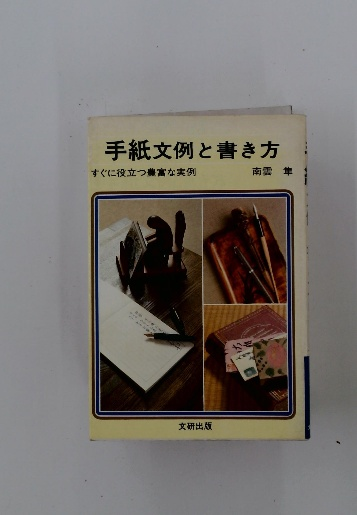 手紙文例と書き方
すぐに役立つ豊富な実例 南雲 隼
文研出版